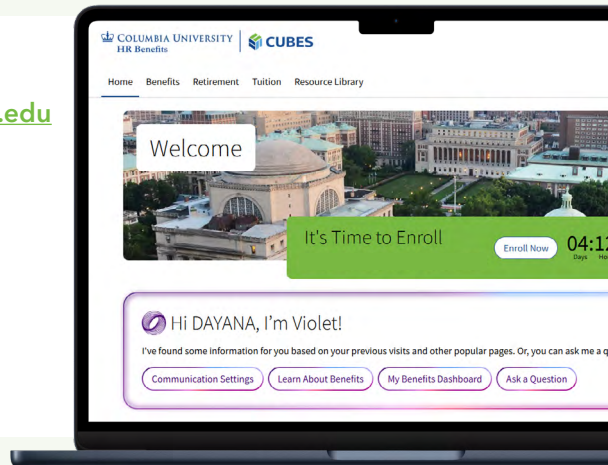 COLUMBIA UNIVERSITY
HR Benefits
CUBES
Home Benefits Retirement Tuition Resource Library
.edu
Welcome
It's Time to Enroll
Enroll Now
04:12
Days
Hi DAYANA, I'm Violet!
I've found some information for you based on your previous visits and other popular pages. Or, you can ask me a
Communication Settings Learn About Benefits My Benefits Dashboard Ask a Question